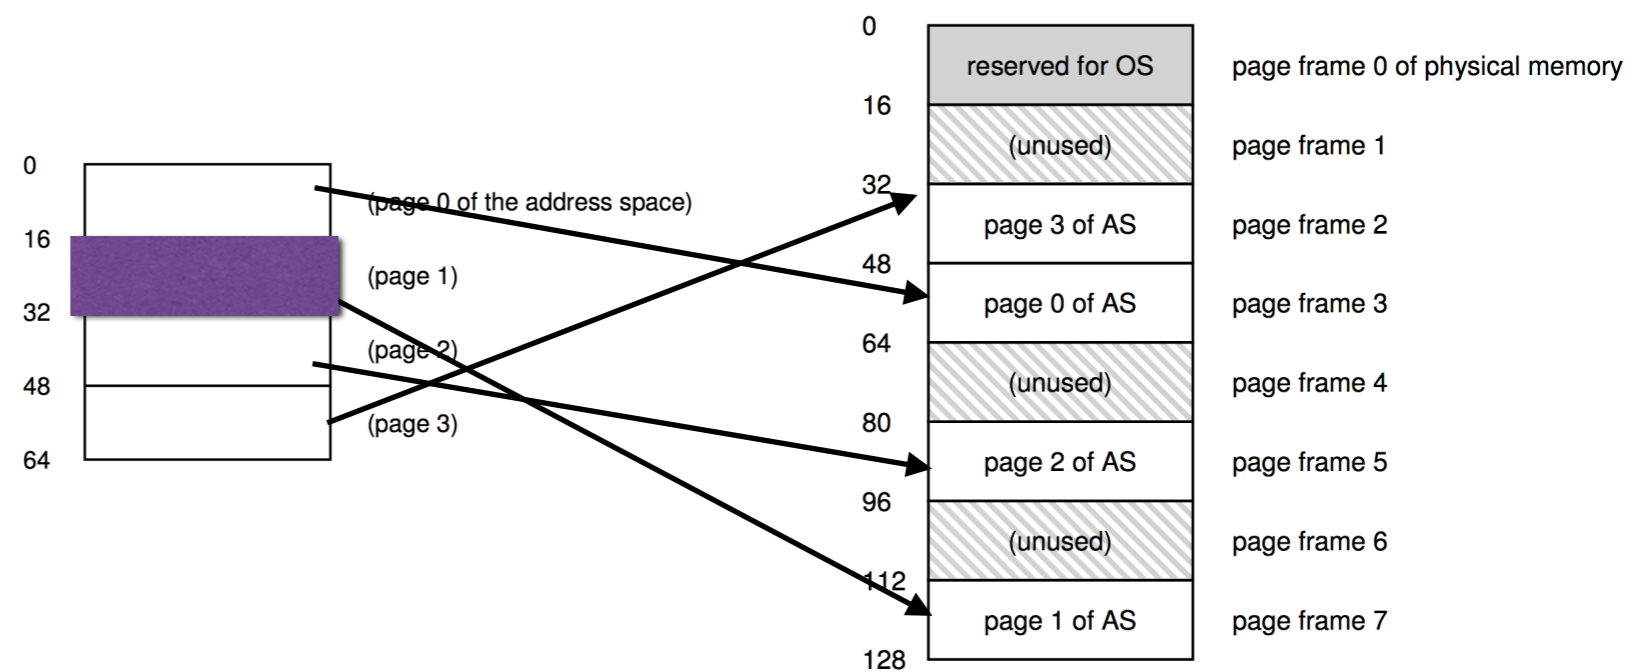 0
16
32
48
64
(page 0 of the address space)
(page 1)
(page 2)
(page 3)
0
16
32
48
64
80
96
112
128
reserved for OS
(unused)
page 3 of AS
page 0 of AS
(unused)
page 2 of AS
(unused)
page 1 of AS
page frame 0 of physical memory
page frame 1
page frame 2
page frame 3
page frame 4
page frame 5
page frame 6
page frame 7